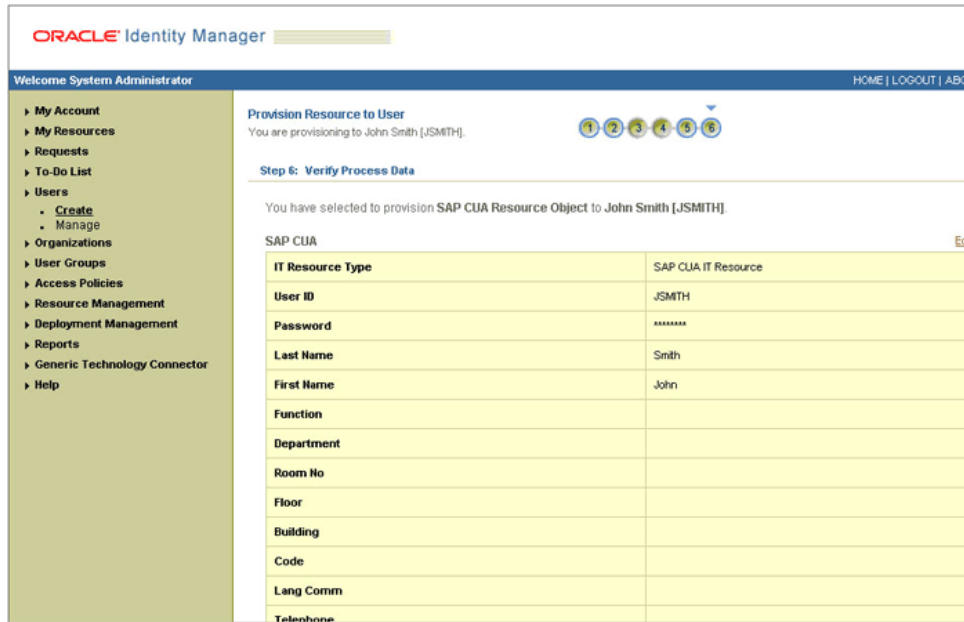 ORACLE Identity Manager
Welcome System Administrator HOME | LOGOUT |
My Account
My Resources
Requests
To-Do List
Users
Create
Manage
Organizations
User Groups
Access Policies
Resource Management
Deployment Management
Reports
Generic Technology Connector
Help
Provision Resource to User
You are provisioning to John Smith [JSMITH].
1 2 3 4 5 6
Step 6: Verify Process Data
You have selected to provision SAP CUA Resource Object to John Smith [JSMITH].
SAP CUA
IT Resource Type SAP CUA IT Resource
User ID JSMITH
Password ********
Last Name Smith
First Name John
Function
Department
Room No
Floor
Building
Code
Lang Comm
Telephone